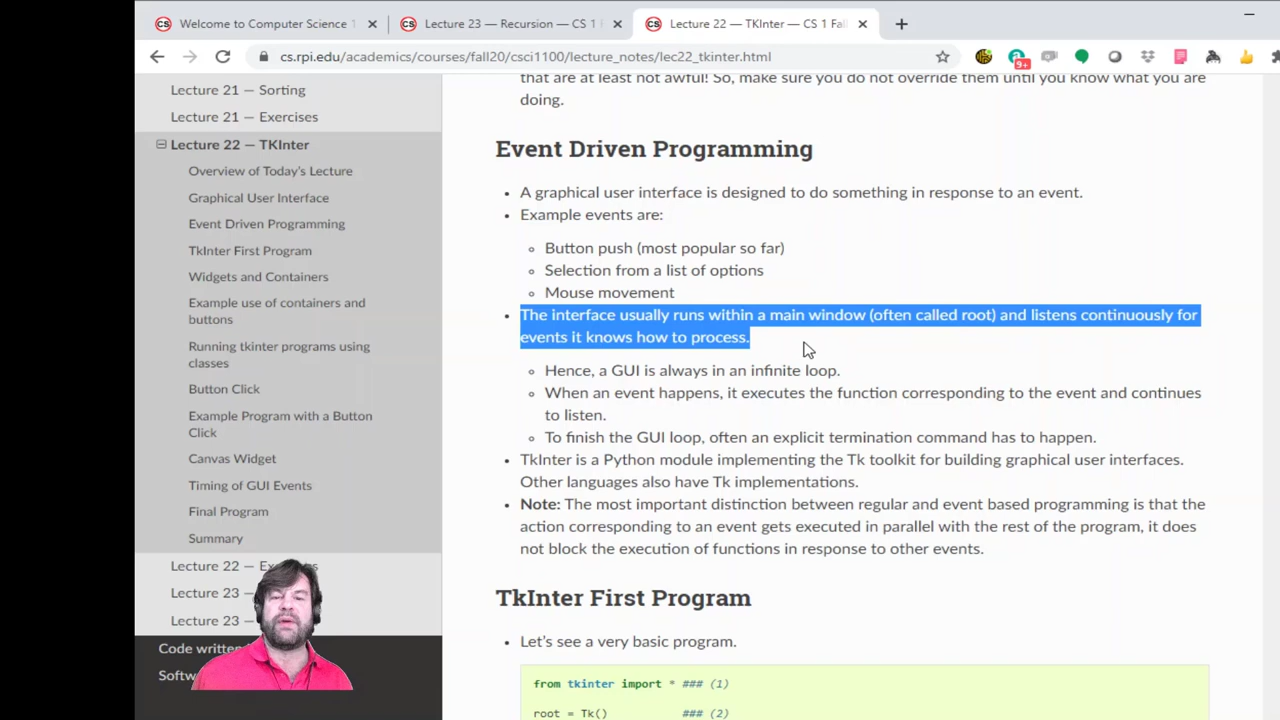 Welcome to Computer Science 1
Lecture 23 — Recursion — CS 1 F
Lecture 22 — TKInter — CS 1 Fall
cs.rpi.edu/academics/courses/fall20/csci1100/lecture_notes/lec22_tkinter.html
9+
Lecture 21 — Sorting
Lecture 21 — Exercises
Lecture 22 — TKInter
Overview of Today's Lecture
Graphical User Interface
Event Driven Programming
TkInter First Program
Widgets and Containers
Example use of containers and
buttons
Running tkinter programs using
classes
Button Click
Example Program with a Button
Click
Canvas Widget
Timing of GUI Events
Final Program
Summary
Lecture 22 —
Lecture 23
Lecture 23
Code written
that are at least not awful! So, make sure you do not override them until you know what you are
doing.
Event Driven Programming
A graphical user interface is designed to do something in response to an event.
Example events are:
Button push (most popular so far)
Selection from a list of options
Mouse movement
The interface usually runs within a main window (often called root) and listens continuously for
events it knows how to process.
Hence, a GUI is always in an infinite loop.
When an event happens, it executes the function corresponding to the event and continues
to listen.
To finish the GUI loop, often an explicit termination command has to happen.
TkInter is a Python module implementing the Tk toolkit for building graphical user interfaces.
Other languages also have Tk implementations.
Note: The most important distinction between regular and event based programming is that the
action corresponding to an event gets executed in parallel with the rest of the program, it does
not block the execution of functions in response to other events.
TkInter First Program
Let's see a very basic program.
from tkinter import * ### (1)
root = Tk() ### (2)